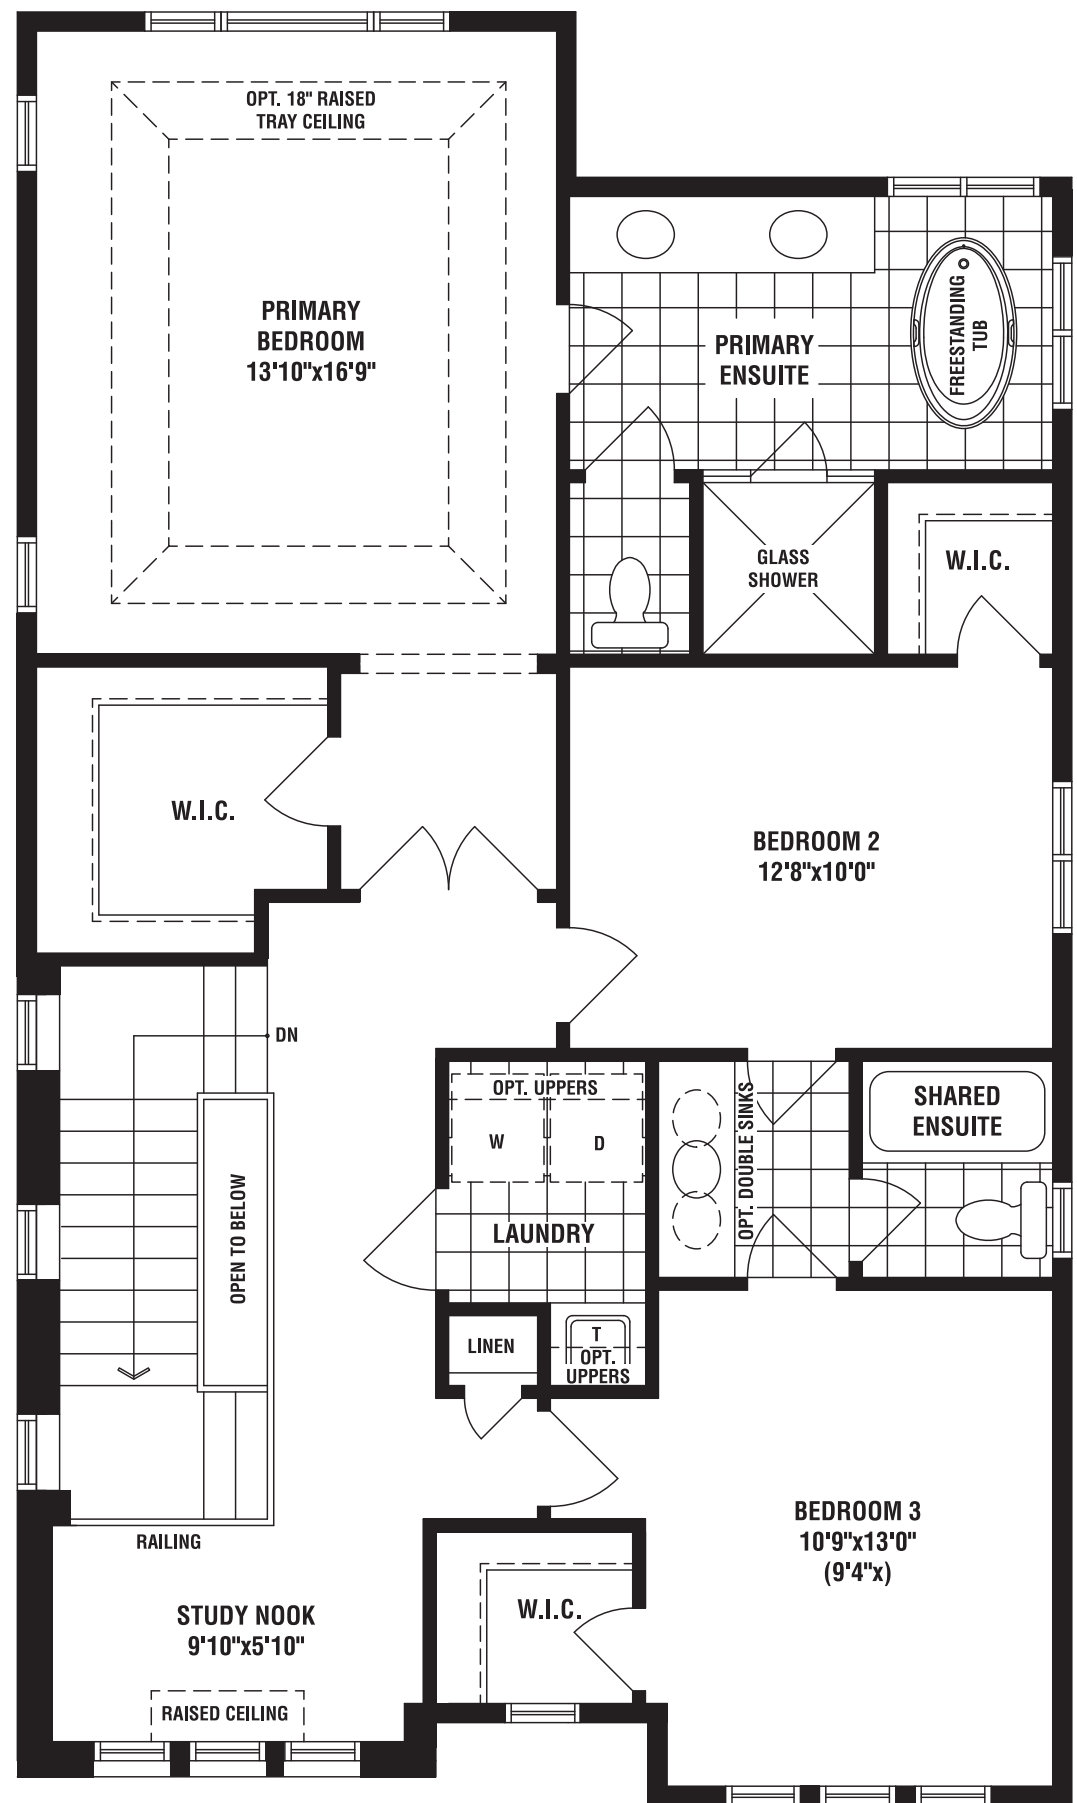 OPT. 18" RAISED
TRAY CEILING
PRIMARY
BEDROOM
13'10"x16'9"
PRIMARY
ENSUITE
FREESTANDING
TUB
GLASS
SHOWER
W.I.C.
W.I.C.
BEDROOM 2
12'8"x10'0"
DN
OPT. UPPERS
W
D
LAUNDRY
OPT. DOUBLE SINKS
SHARED
ENSUITE
OPEN TO BELOW
LINEN
T
OPT.
UPPERS
RAILING
BEDROOM 3
10'9"x13'0"
(9'4"x)
STUDY NOOK
9'10"x5'10"
W.I.C.
RAISED CEILING